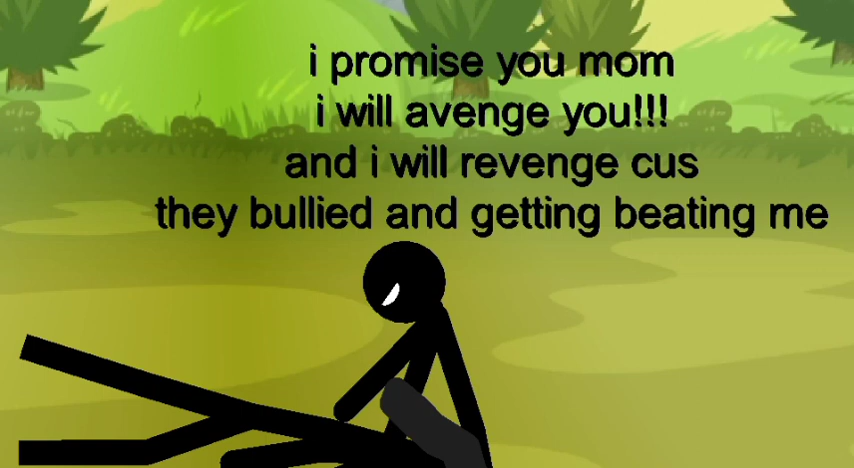 i promise you mom
i will avenge you!!!
and i will revenge cus
they bullied and getting beating me